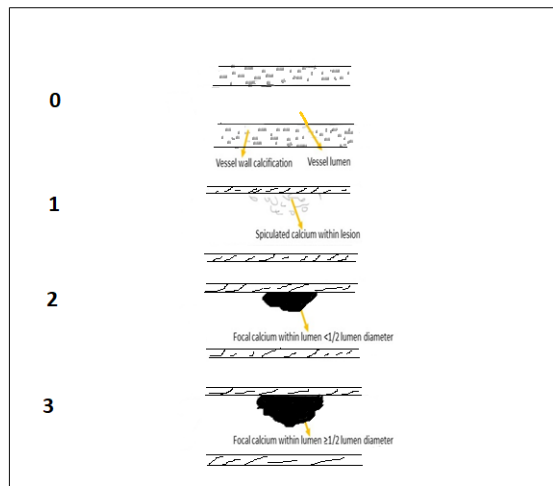 0
Vessel wall calcification
Vessel lumen
1
Spiculated calcium within lesion
2
Focal calcium within lumen <1/2 lumen diameter
3
Focal calcium within lumen ≥1/2 lumen diameter